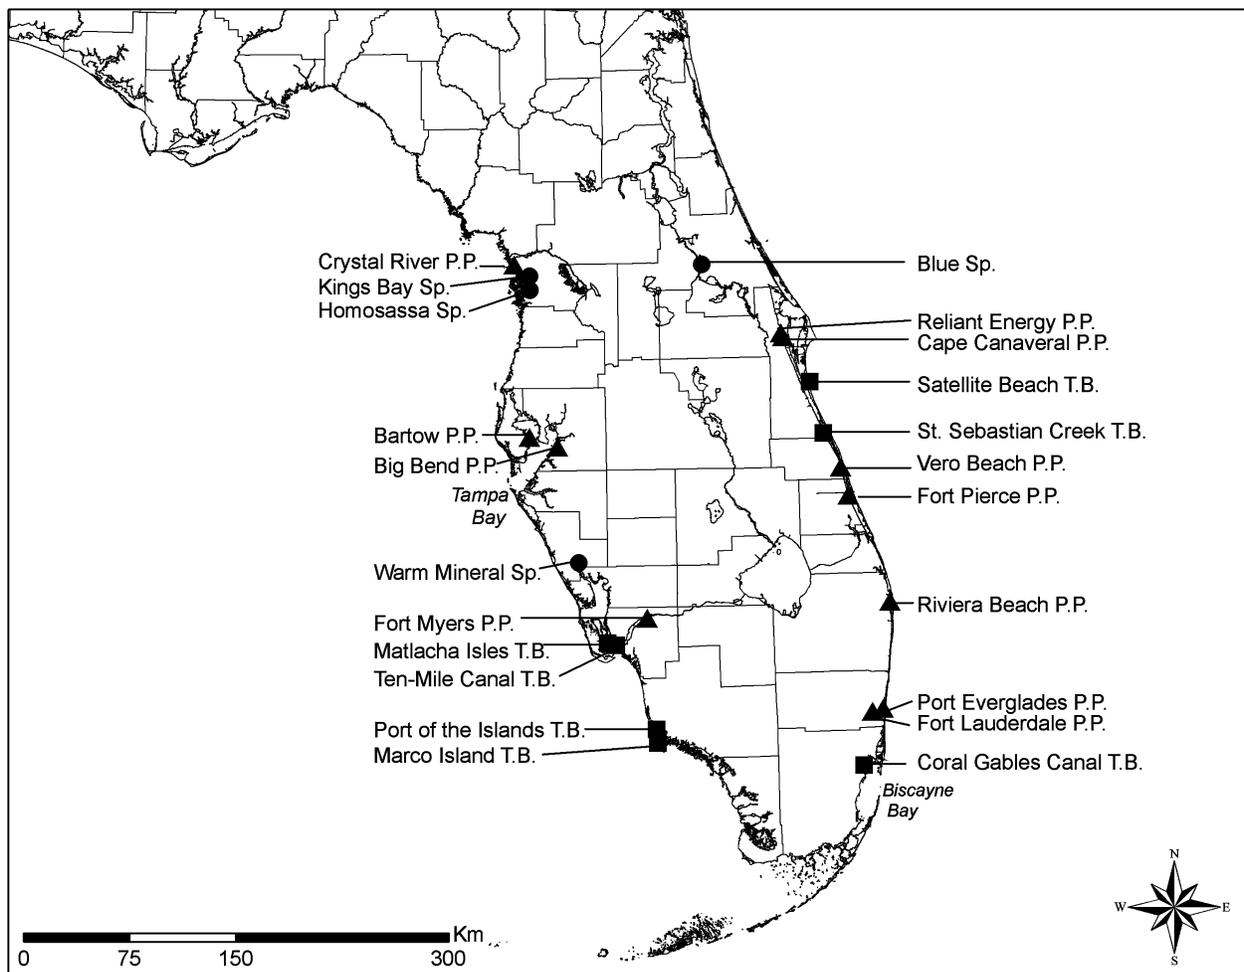 Crystal River P.P.
Kings Bay Sp.
Homosassa Sp.
Bartow P.P.
Big Bend P.P.
Tampa
Bay
Warm Mineral Sp.
Fort Myers P.P.
Matlacha Isles T.B.
Ten-Mile Canal T.B.
Port of the Islands T.B.
Marco Island T.B.
Blue Sp.
Reliant Energy P.P.
Cape Canaveral P.P.
Satellite Beach T.B.
St. Sebastian Creek T.B.
Vero Beach P.P.
Fort Pierce P.P.
Riviera Beach P.P.
Port Everglades P.P.
Fort Lauderdale P.P.
Coral Gables Canal T.B.
Biscayne
Bay
N
W E
S
Km
0 75 150 300